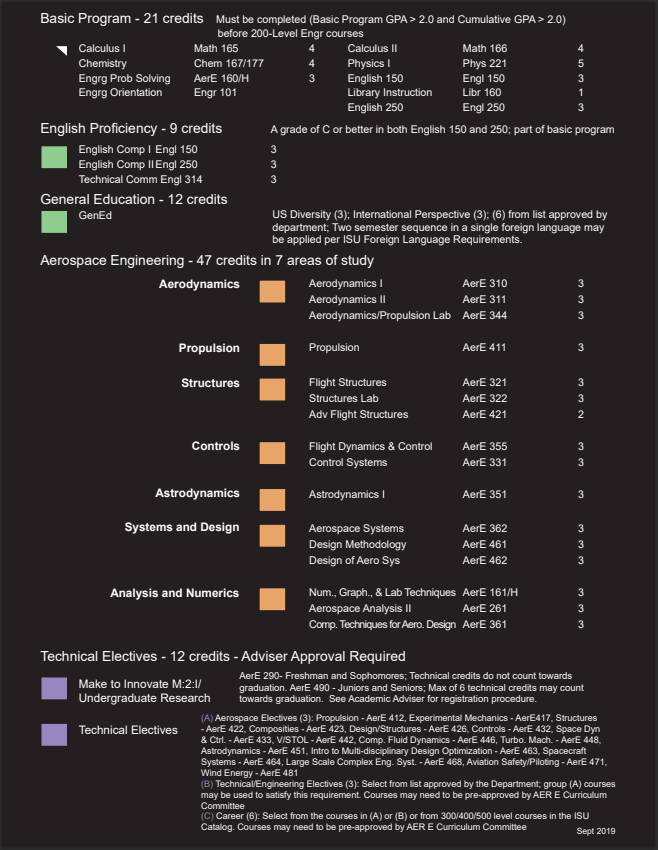 Basic Program - 21 credits Must be completed (Basic Program GPA > 2.0 and Cumulative GPA > 2.0)
before 200-Level Engr courses
Calculus I Math 165 4 Calculus II Math 166 4
Chemistry Chem 167/177 4 Physics I Phys 221 5
Engrg Prob Solving AerE 160/H 3 English 150 Engl 150 3
Engrg Orientation Engr 101 Library Instruction Libr 160 1
English 250 Engl 250 3
English Proficiency - 9 credits A grade of C or better in both English 150 and 250; part of basic program
English Comp I Engl 150 3
English Comp II Engl 250 3
Technical Comm Engl 314 3
General Education - 12 credits
GenEd US Diversity (3); International Perspective (3); (6) from list approved by
department; Two semester sequence in a single foreign language may
be applied per ISU Foreign Language Requirements.
Aerospace Engineering - 47 credits in 7 areas of study
Aerodynamics Aerodynamics I AerE 310 3
Aerodynamics II AerE 311 3
Aerodynamics/Propulsion Lab AerE 344 3
Propulsion Propulsion AerE 411 3
Structures Flight Structures AerE 321 3
Structures Lab AerE 322 3
Adv Flight Structures AerE 421 2
Controls Flight Dynamics & Control AerE 355 3
Control Systems AerE 331 3
Astrodynamics Astrodynamics I AerE 351 3
Systems and Design Aerospace Systems AerE 362 3
Design Methodology AerE 461 3
Design of Aero Sys AerE 462 3
Analysis and Numerics Num., Graph., & Lab Techniques AerE 161/H 3
Aerospace Analysis II AerE 261 3
Comp. Techniques for Aero. Design AerE 361 3
Technical Electives - 12 credits - Adviser Approval Required
Make to Innovate M:2:I/
Undergraduate Research
AerE 290- Freshman and Sophomores; Technical credits do not count towards
graduation. AerE 490 - Juniors and Seniors; Max of 6 technical credits may count
towards graduation. See Academic Adviser for registration procedure.
Technical Electives
(A) Aerospace Electives (3): Propulsion - AerE 412, Experimental Mechanics - AerE417, Structures
- AerE 422, Composities - AerE 423, Design/Structures - AerE 426, Controls - AerE 432, Space Dyn
& Ctrl. - AerE 433, V/STOL - AerE 442, Comp. Fluid Dynamics - AerE 446, Turbo. Mach. - AerE 448,
Astrodynamics - AerE 451, Intro to Multi-disciplinary Design Optimization - AerE 463, Spacecraft
Systems - AerE 464, Large Scale Complex Eng. Syst. - AerE 468, Aviation Safety/Piloting - AerE 471,
Wind Energy - AerE 481
(B) Technical/Engineering Electives (3): Select from list approved by the Department; group (A) courses
may be used to satisfy this requirement. Courses may need to be pre-approved by AER E Curriculum
Committee
(C) Career (6): Select from the courses in (A) or (B) or from 300/400/500 level courses in the ISU
Catalog. Courses may need to be pre-approved by AER E Curriculum Committee
Sept 2019